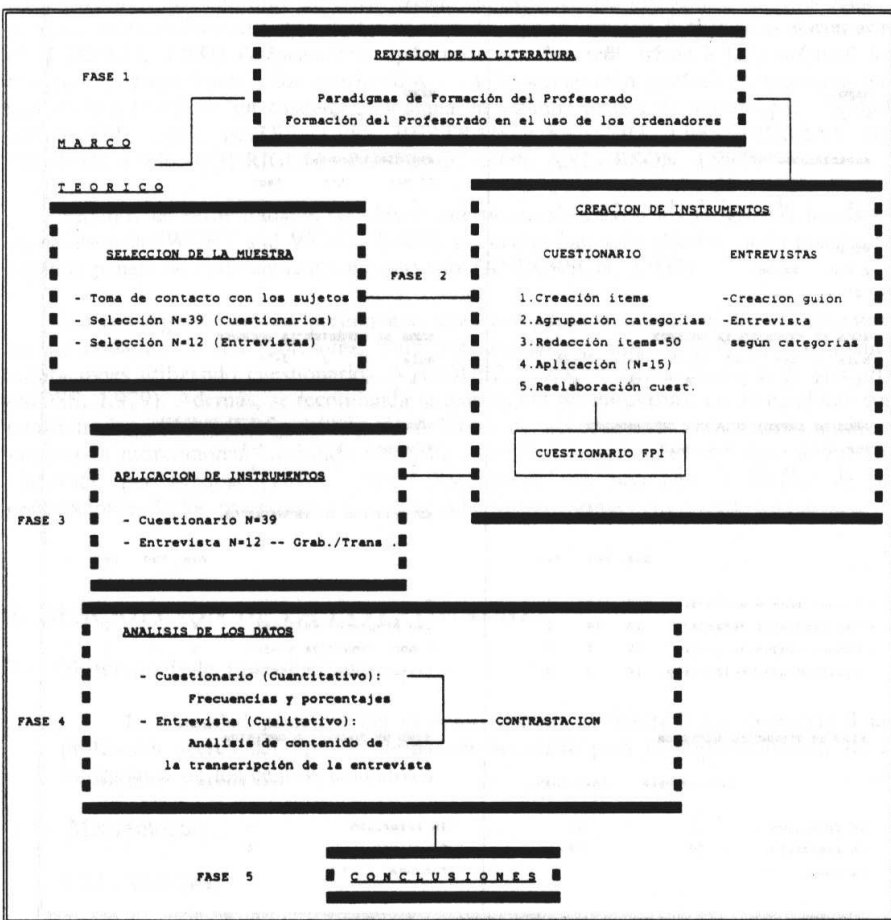 REVISION DE LA LITERATURA
FASE 1
Paradigmas de Formación del Profesorado
Formación del Profesorado en el uso de los ordenadores
MARCO
TEORICO
SELECCION DE LA MUESTRA
- Toma de contacto con los sujetos
- Selección N=39 (Cuestionarios)
- Selección N=12 (Entrevistas)
FASE 2
CREACION DE INSTRUMENTOS
CUESTIONARIO ENTREVISTAS
1.Creación items -Creacion guión
2.Agrupación categorías -Entrevista
3.Redacción items=50 según categorías
4.Aplicación (N=15)
5.Reelaboración Cuest.
CUESTIONARIO FPI
APLICACION DE INSTRUMENTOS
FASE 3
- Cuestionario N=39
- Entrevista N=12 -- Grab./Trans .
ANALISIS DE LOS DATOS
- Cuestionario (Cuantitativo):
Frecuencias y porcentajes
FASE 4
- Entrevista (Cualitativo):
CONTRASTACION
Análisis de contenido de
la transcripción de la entrevista
FASE 5
CONCLUSIONES